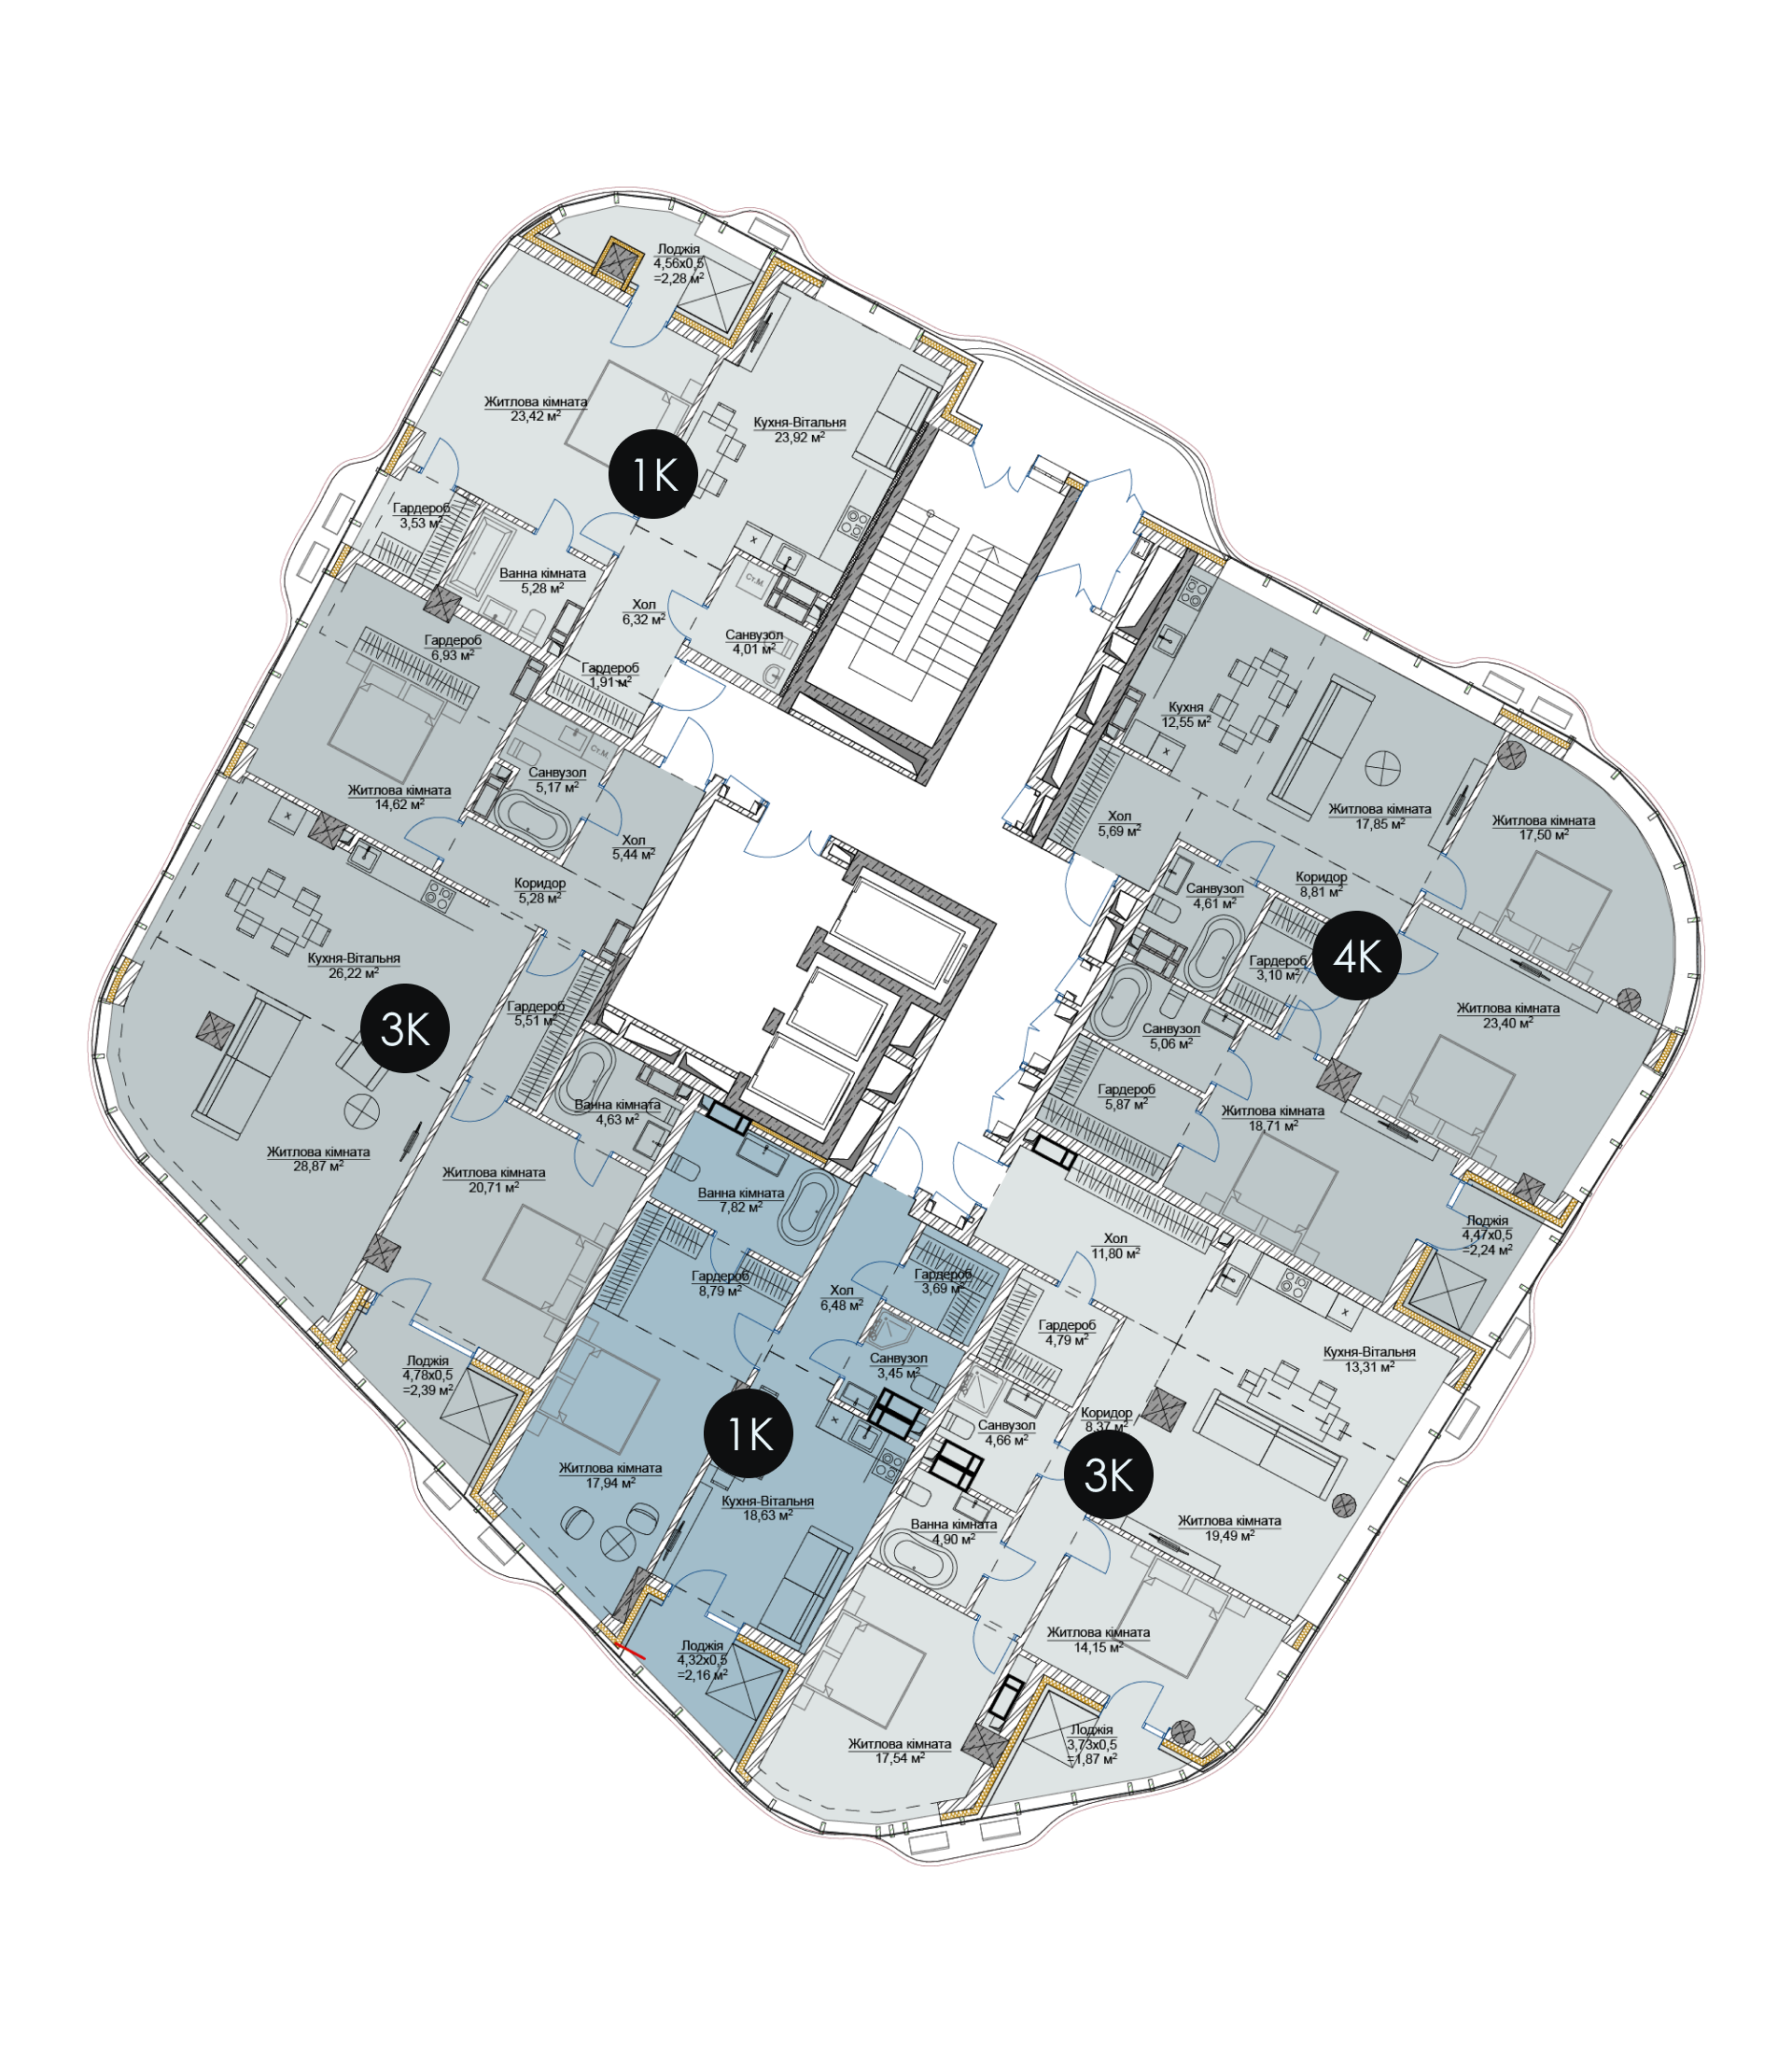 Лоджія
4,56х0,5
=2,28 м²
Житлова кімната
23,42 м²
Кухня-Вітальня
23,92 м²
1K
Гардероб
3,53 м²
Ванна кімната
5,28 м²
Хол
6,32 м²
х
Ст.М.
Санвузол
4,01 м²
Гардероб
1,91 м²
Гардероб
6,93 м²
Житлова кімната
14,62 м²
Санвузол
5,17 м²
Ст.М.
Хол
5,44 м²
Коридор
5,28 м²
х
Кухня-Вітальня
26,22 м²
3K
Гардероб
5,51 м²
Ванна кімната
4,63 м²
Житлова кімната
28,87 м²
Житлова кімната
20,71 м²
Лоджія
4,78х0,5
=2,39 м²
Кухня
12,55 м²
х
Хол
5,69 м²
Житлова кімната
17,85 м²
Житлова кімната
17,50 м²
Санвузол
4,61 м²
Коридор
8,81 м²
Гардероб
3,10 м²
4K
Житлова кімната
23,40 м²
Санвузол
5,06 м²
Гардероб
5,87 м²
Житлова кімната
18,71 м²
Лоджія
4,47х0,5
=2,24 м²
Ванна кімната
7,82 м²
Гардероб
8,79 м²
Хол
6,48 м²
Гардероб
3,69 м²
Санвузол
3,45 м²
1K
х
Житлова кімната
17,94 м²
Кухня-Вітальня
18,63 м²
Лоджія
4,32х0,5
=2,16 м²
Хол
11,80 м²
Гардероб
4,79 м²
х
Кухня-Вітальня
13,31 м²
Санвузол
4,66 м²
Коридор
8,37 м²
3K
Ванна кімната
4,90 м²
Житлова кімната
19,49 м²
Житлова кімната
14,15 м²
Житлова кімната
17,54 м²
Лоджія
3,73х0,5
=1,87 м²